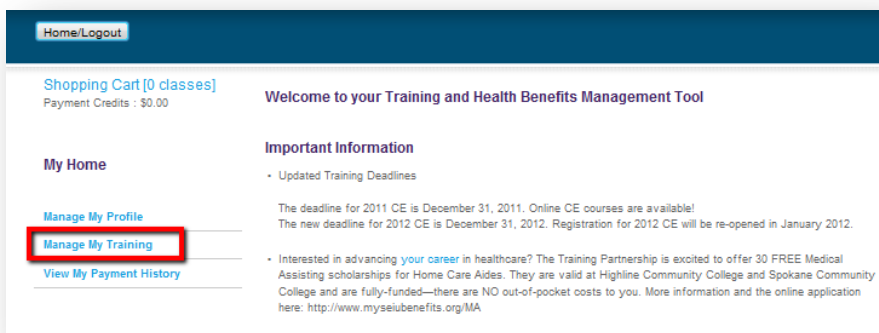 Home/Logout
Shopping Cart [0 classes]
Payment Credits : $0.00
My Home
Manage My Profile
Manage My Training
View My Payment History
Welcome to your Training and Health Benefits Management Tool
Important Information
• Updated Training Deadlines
The deadline for 2011 CE is December 31, 2011. Online CE courses are available!
The new deadline for 2012 CE is December 31, 2012. Registration for 2012 CE will be re-opened in January 2012.
• Interested in advancing your career in healthcare? The Training Partnership is excited to offer 30 FREE Medical
Assisting scholarships for Home Care Aides. They are valid at Highline Community College and Spokane Community
College and are fully-funded—there are NO out-of-pocket costs to you. More information and the online application
here: http://www.myseiubenefits.org/MA